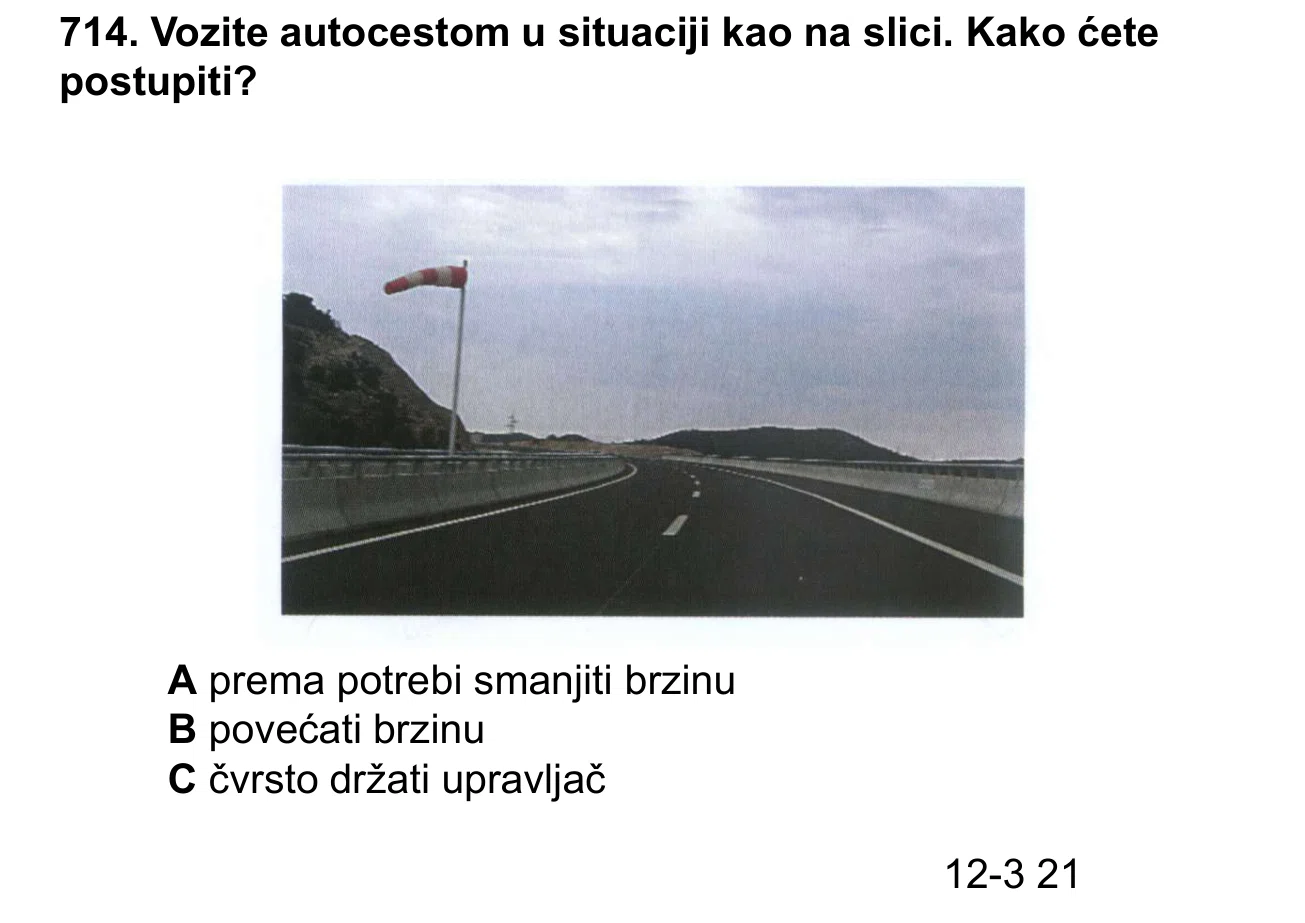 714. Vozite autocestom u situaciji kao na slici. Kako ćete
postupiti?
A prema potrebi smanjiti brzinu
B povećati brzinu
C čvrsto držati upravljač
12-3 21